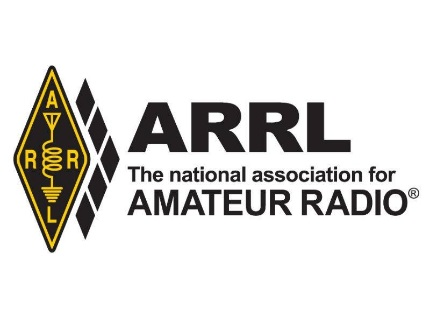 A
R R
L
ARRL
The national association for
AMATEUR RADIO®